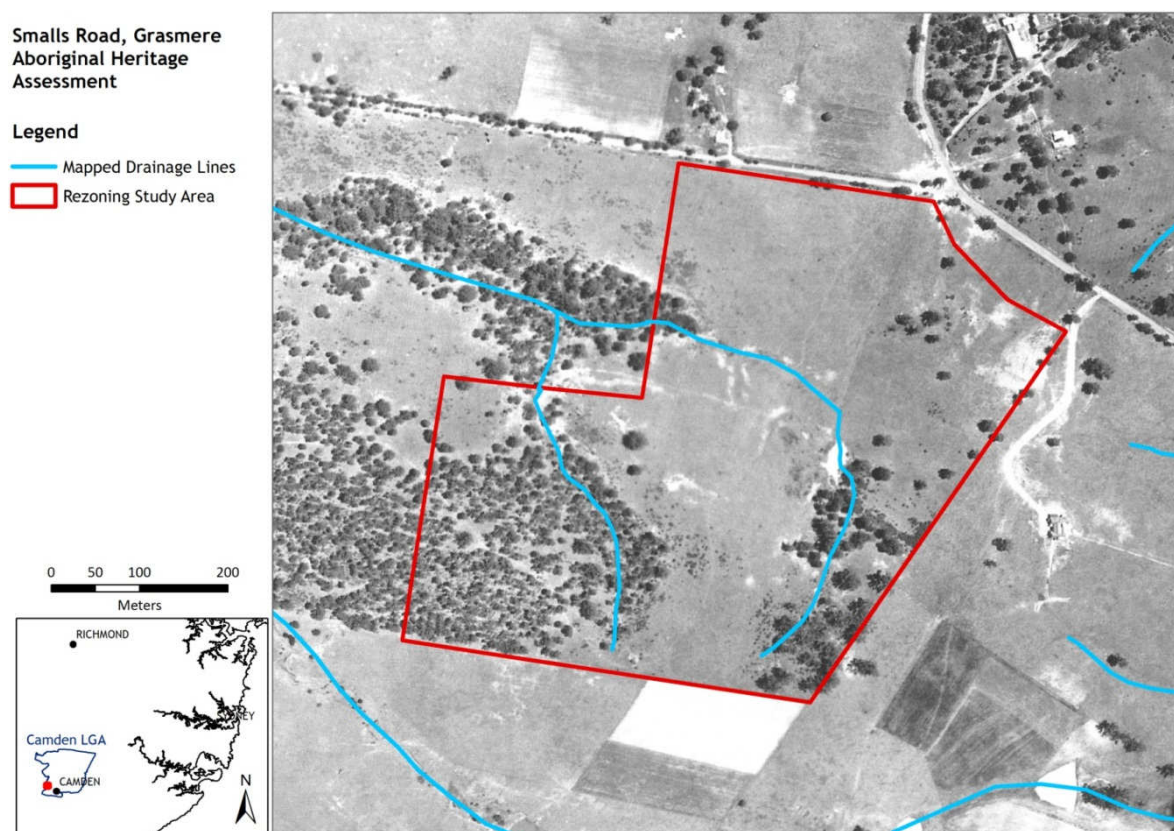 Smalls Road, Grasmere
Aboriginal Heritage
Assessment
Legend
Mapped Drainage Lines
Rezoning Study Area
0 50 100 200
Meters
RICHMOND
Camden LGA
CAMDEN
N